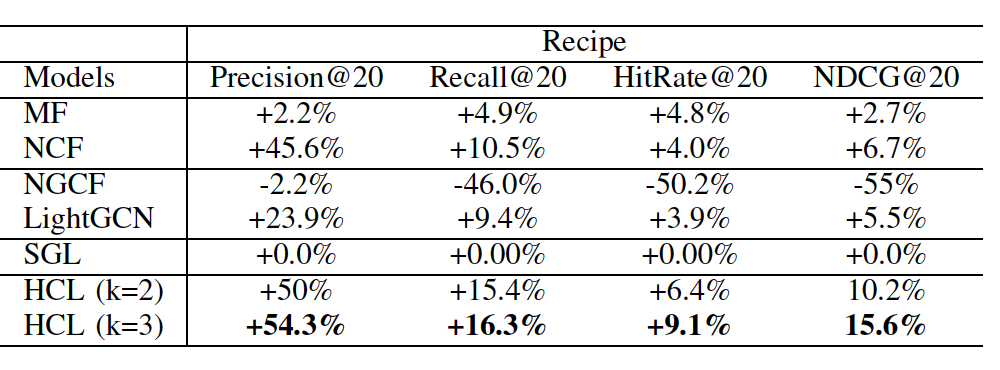 Recipe
Models Precision@20 Recall@20 HitRate@20 NDCG@20
MF +2.2% +4.9% +4.8% +2.7%
NCF +45.6% +10.5% +4.0% +6.7%
NGCF -2.2% -46.0% -50.2% -55%
LightGCN +23.9% +9.4% +3.9% +5.5%
SGL +0.0% +0.00% +0.00% +0.0%
HCL (k=2) +50% +15.4% +6.4% 10.2%
HCL (k=3) +54.3% +16.3% +9.1% 15.6%